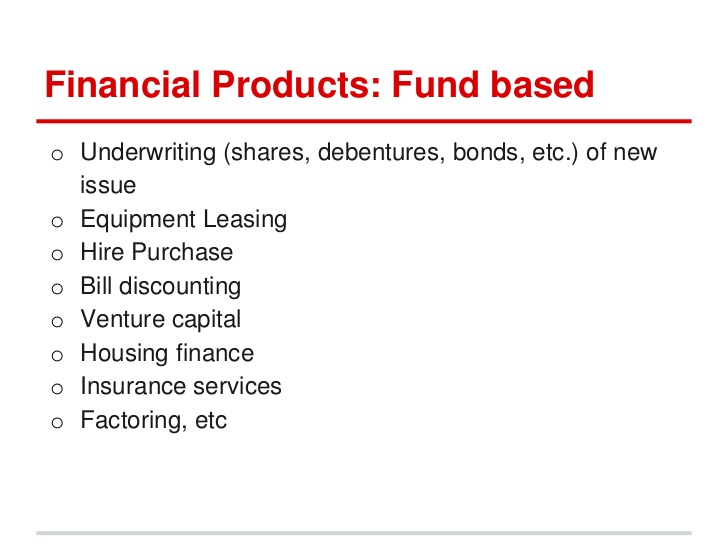 Financial Products: Fund based
o Underwriting (shares, debentures, bonds, etc.) of new
issue
o Equipment Leasing
o Hire Purchase
o Bill discounting
o Venture capital
o Housing finance
o Insurance services
o Factoring, etc